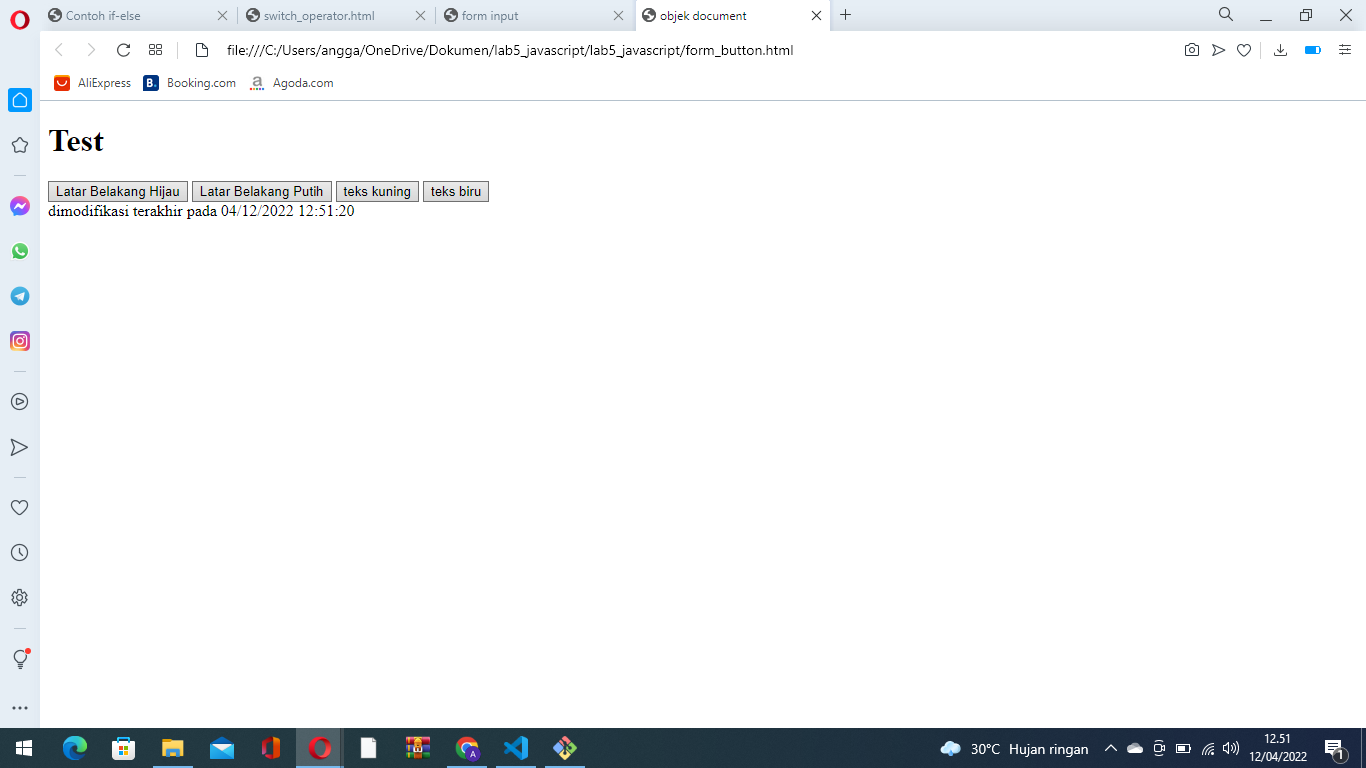 Contoh if-else
switch_operator.html
form input
objek document
file:///C:/Users/angga/OneDrive/Dokumen/lab5_javascript/lab5_javascript/form_button.html
AliExpress
B.
Booking.com
a
Agoda.com
Test
Latar Belakang Hijau
Latar Belakang Putih
teks kuning
teks biru
dimodifikasi terakhir pada 04/12/2022 12:51:20
A
30°C Hujan ringan
12.51
12/04/2022
1